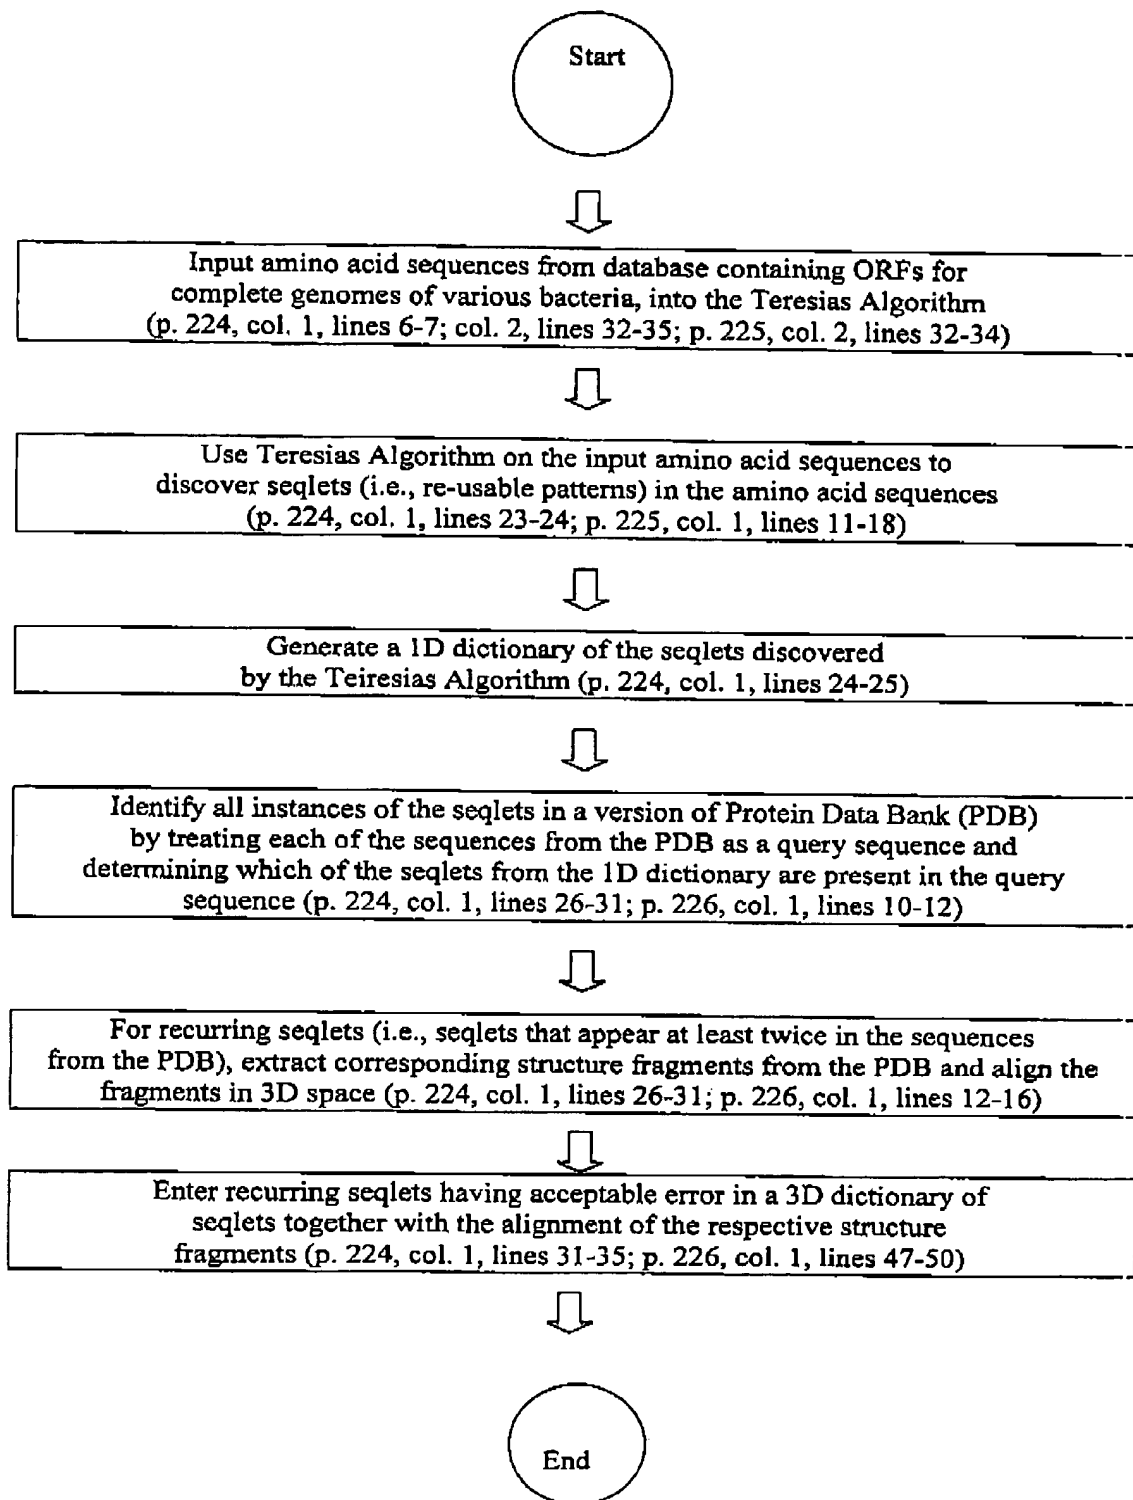 Start
Input amino acid sequences from database containing ORFs for
complete genomes of various bacteria, into the Teresias Algorithm
(p. 224, col. 1, lines 6-7; col. 2, lines 32-35; p. 225, col. 2, lines 32-34)
Use Teresias Algorithm on the input amino acid sequences to
discover seqlets (i.e., re-usable patterns) in the amino acid sequences
(p. 224, col. 1, lines 23-24; p. 225, col. 1, lines 11-18)
Generate a 1D dictionary of the seqlets discovered
by the Teiresias Algorithm (p. 224, col. 1, lines 24-25)
Identify all instances of the seqlets in a version of Protein Data Bank (PDB)
by treating each of the sequences from the PDB as a query sequence and
determining which of the seqlets from the 1D dictionary are present in the query
sequence (p. 224, col. 1, lines 26-31; p. 226, col. 1, lines 10-12)
For recurring seqlets (i.e., seqlets that appear at least twice in the sequences
from the PDB), extract corresponding structure fragments from the PDB and align the
fragments in 3D space (p. 224, col. 1, lines 26-31; p. 226, col. 1, lines 12-16)
Enter recurring seqlets having acceptable error in a 3D dictionary of
seqlets together with the alignment of the respective structure
fragments (p. 224, col. 1, lines 31-35; p. 226, col. 1, lines 47-50)
End